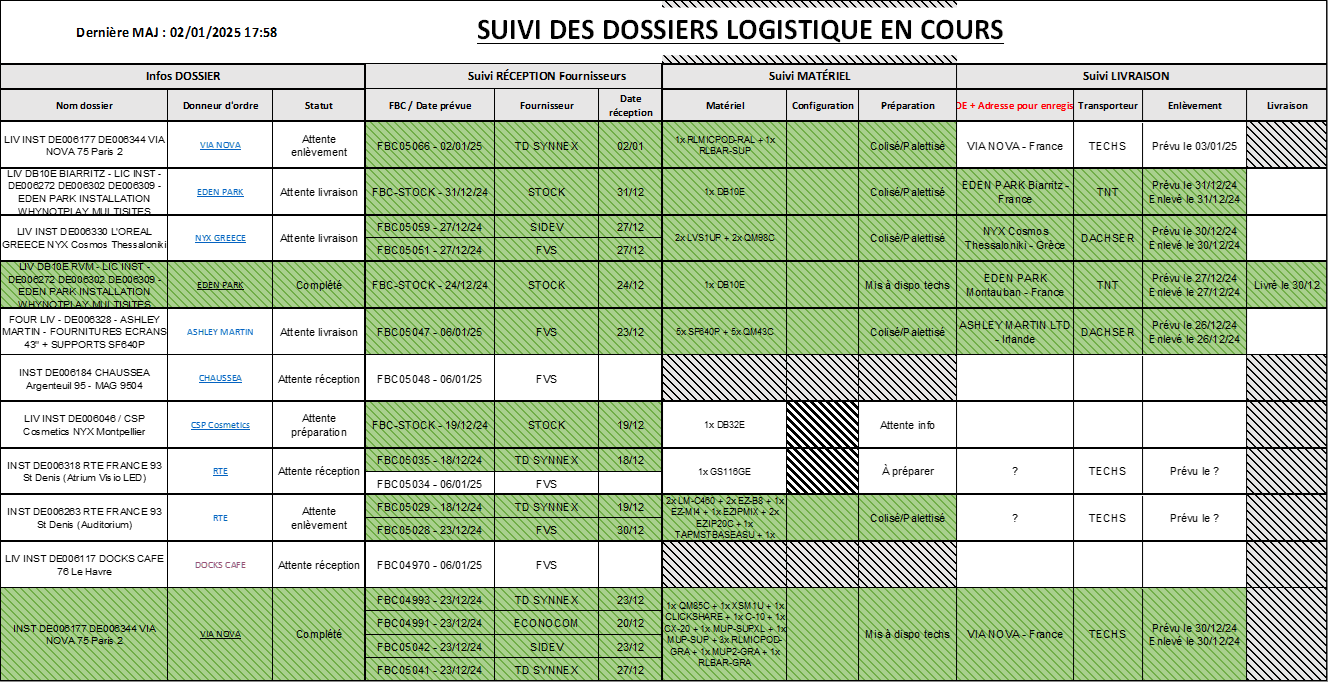 Dernière MAJ : 02/01/2025 17:58
SUIVI DES DOSSIERS LOGISTIQUE EN COURS
Infos DOSSIER Suivi RÉCEPTION Fournisseurs Suivi MATÉRIEL Suivi LIVRAISON
Nom dossier Donneur d'ordre Statut FBC / Date prévue Fournisseur Date réception Matériel Configuration Préparation DE + Adresse pour enregis Transporteur Enlèvement Livraison
LIV INST DE006177 DE006344 VIA
NOVA 75 Paris 2
VIA NOVA
Attente
enlèvement
FBC05066 - 02/01/25 TD SYNNEX 02/01
1x RLMICPOD-RAL + 1x
RLBAR-SUP
Colisé/Palettisé
VIA NOVA - France
TECHS
Prévu le 03/01/25
LIV DB10E BIARRITZ - LIC INST -
DE006272 DE006302 DE006309 -
EDEN PARK INSTALLATION
WHYNOTPLAY MULTISITES
EDEN PARK
Attente livraison
FBC-STOCK - 31/12/24 STOCK 31/12
1x DB10E
Colisé/Palettisé
EDEN PARK Biarritz -
France
TNT
Prévu le 31/12/24
Enlevé le 31/12/24
LIV INST DE006330 L'OREAL
GREECE NYX Cosmos Thessaloniki
NYX GREECE
Attente livraison
FBC05059 - 27/12/24 SIDEV 27/12
FBC05051 - 27/12/24 FVS 27/12
2x LVS1UP + 2x QM98C
Colisé/Palettisé
NYX Cosmos
Thessaloniki - Grèce
DACHSER
Prévu le 30/12/24
Enlevé le 30/12/24
LIV DB10E RVM - LIC INST -
DE006272 DE006302 DE006309 -
EDEN PARK INSTALLATION
WHYNOTPLAY MULTISITES
EDEN PARK
Complété
FBC-STOCK - 24/12/24 STOCK 24/12
1x DB10E
Mis à dispo techs
EDEN PARK
Montauban - France
TNT
Prévu le 27/12/24
Enlevé le 27/12/24
Livré le 30/12
FOUR LIV - DE006328 - ASHLEY
MARTIN - FOURNITURES ECRANS
43" + SUPPORTS SF640P
ASHLEY MARTIN
Attente livraison
FBC05047 - 06/01/25 FVS 23/12
5x SF640P + 5x QM43C
Colisé/Palettisé
ASHLEY MARTIN LTD
- Irlande
DACHSER
Prévu le 26/12/24
Enlevé le 26/12/24
INST DE006184 CHAUSSEA
Argenteuil 95 - MAG 9504
CHAUSSEA
Attente réception
FBC05048 - 06/01/25 FVS
LIV INST DE006046 / CSP
Cosmetics NYX Montpellier
CSP Cosmetics
Attente
préparation
FBC-STOCK - 19/12/24 STOCK 19/12
1x DB32E
Attente info
INST DE006318 RTE FRANCE 93
St Denis (Atrium Visio LED)
RTE
Attente réception
FBC05035 - 18/12/24 TD SYNNEX 18/12
FBC05034 - 06/01/25 FVS
1x GS116GE
À préparer
?
TECHS
Prévu le ?
INST DE006263 RTE FRANCE 93
St Denis (Auditorium)
RTE
Attente
enlèvement
FBC05029 - 18/12/24 TD SYNNEX 19/12
FBC05028 - 23/12/24 FVS 30/12
2x LM-C460 + 2x EZ-B8 + 1x
EZ-MI4 + 1x EZIPMIX + 2x
EZIP20C + 1x
TAPMSTBASEASU + 1x
Colisé/Palettisé
?
TECHS
Prévu le ?
LIV INST DE006117 DOCKS CAFE
76 Le Havre
DOCKS CAFE
Attente réception
FBC04970 - 06/01/25 FVS
INST DE006177 DE006344 VIA
NOVA 75 Paris 2
VIA NOVA
Complété
FBC04993 - 23/12/24 TD SYNNEX 23/12
FBC04991 - 23/12/24 ECONOCOM 20/12
FBC05042 - 23/12/24 SIDEV 23/12
FBC05041 - 23/12/24 TD SYNNEX 27/12
1x QM85C + 1x XSM1U + 1x
CLICKSHARE + 1x C-10 + 1x
CX-20 + 1x MUP-SUPXL + 1x
MUP-SUP + 3x RLMICPOD-
GRA + 1x MUP2-GRA + 1x
RLBAR-GRA
Mis à dispo techs
VIA NOVA - France
TECHS
Prévu le 30/12/24
Enlevé le 30/12/24